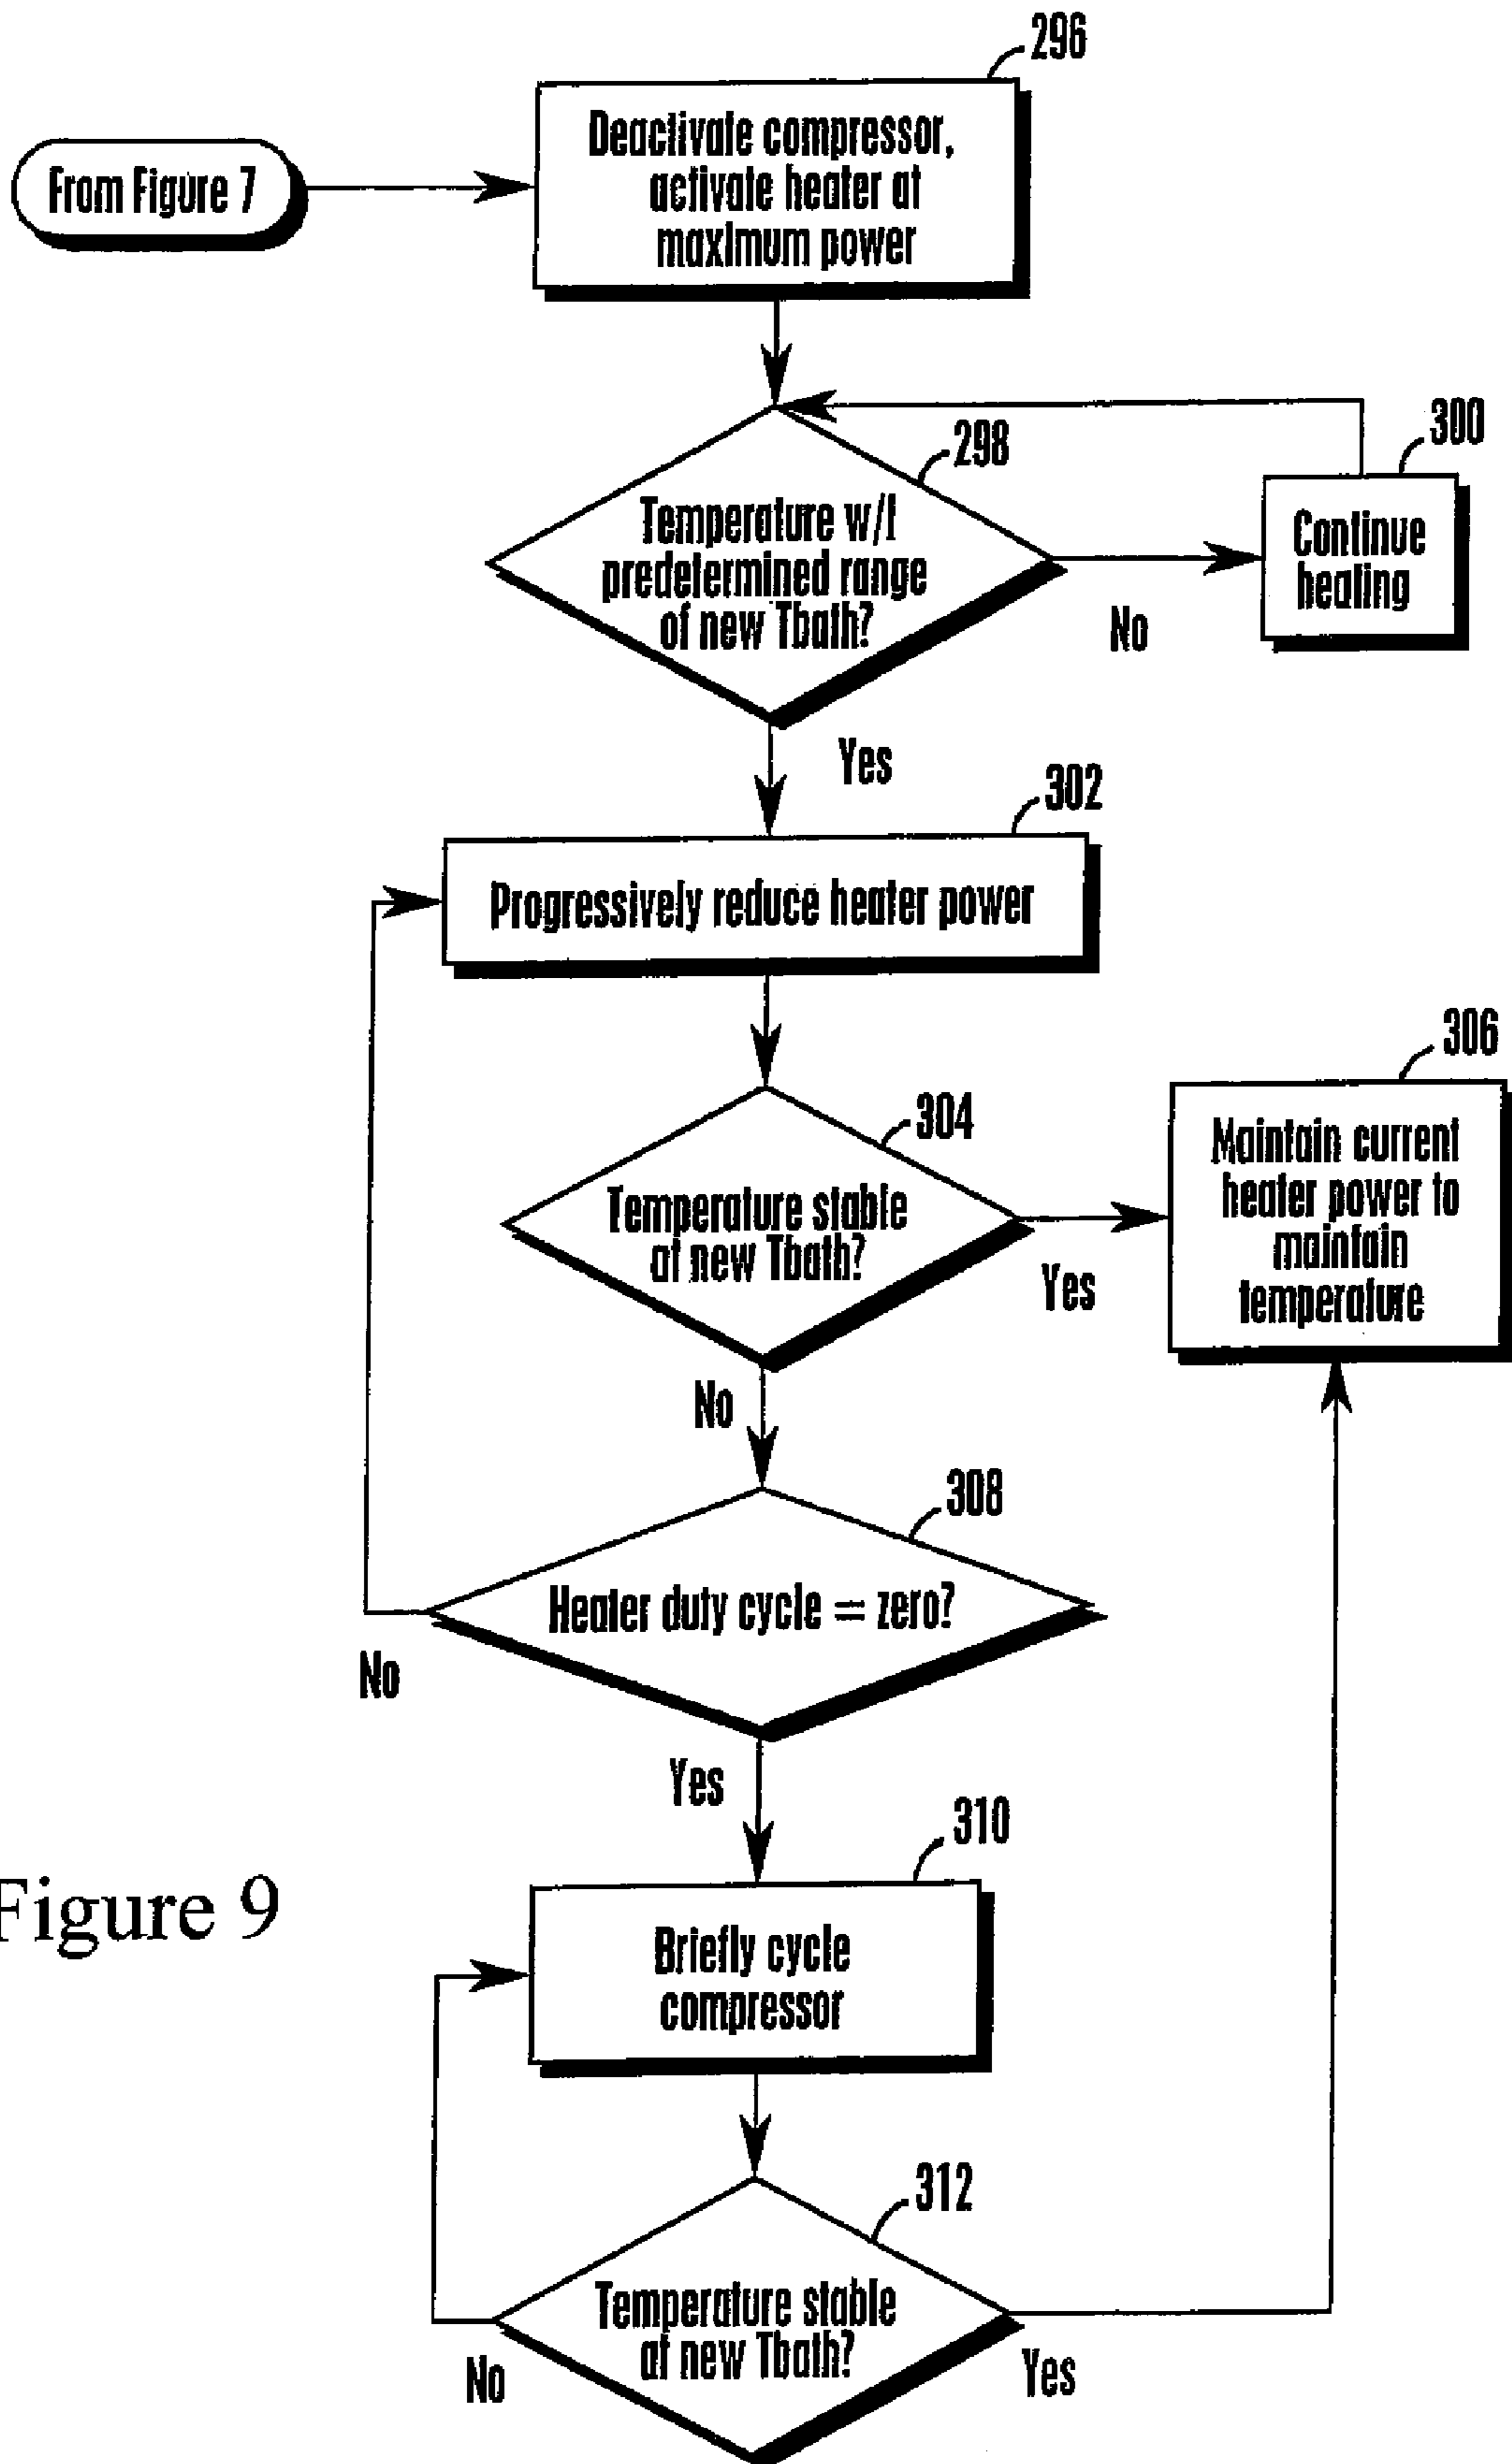 296
From Figure 7
Deactivate compressor,
activate heater at
maximum power
298
300
Temperature w/I
predetermined range
of new Tbath?
Continue
heating
No
Yes
302
Progressively reduce heater power
306
304
Maintain current
heater power to
maintain
temperature
Temperature stable
at new Tbath?
Yes
No
308
Heater duty cycle = zero?
No
Yes
310
Figure 9
Briefly cycle
compressor
312
Temperature stable
at new Tbath?
No
Yes